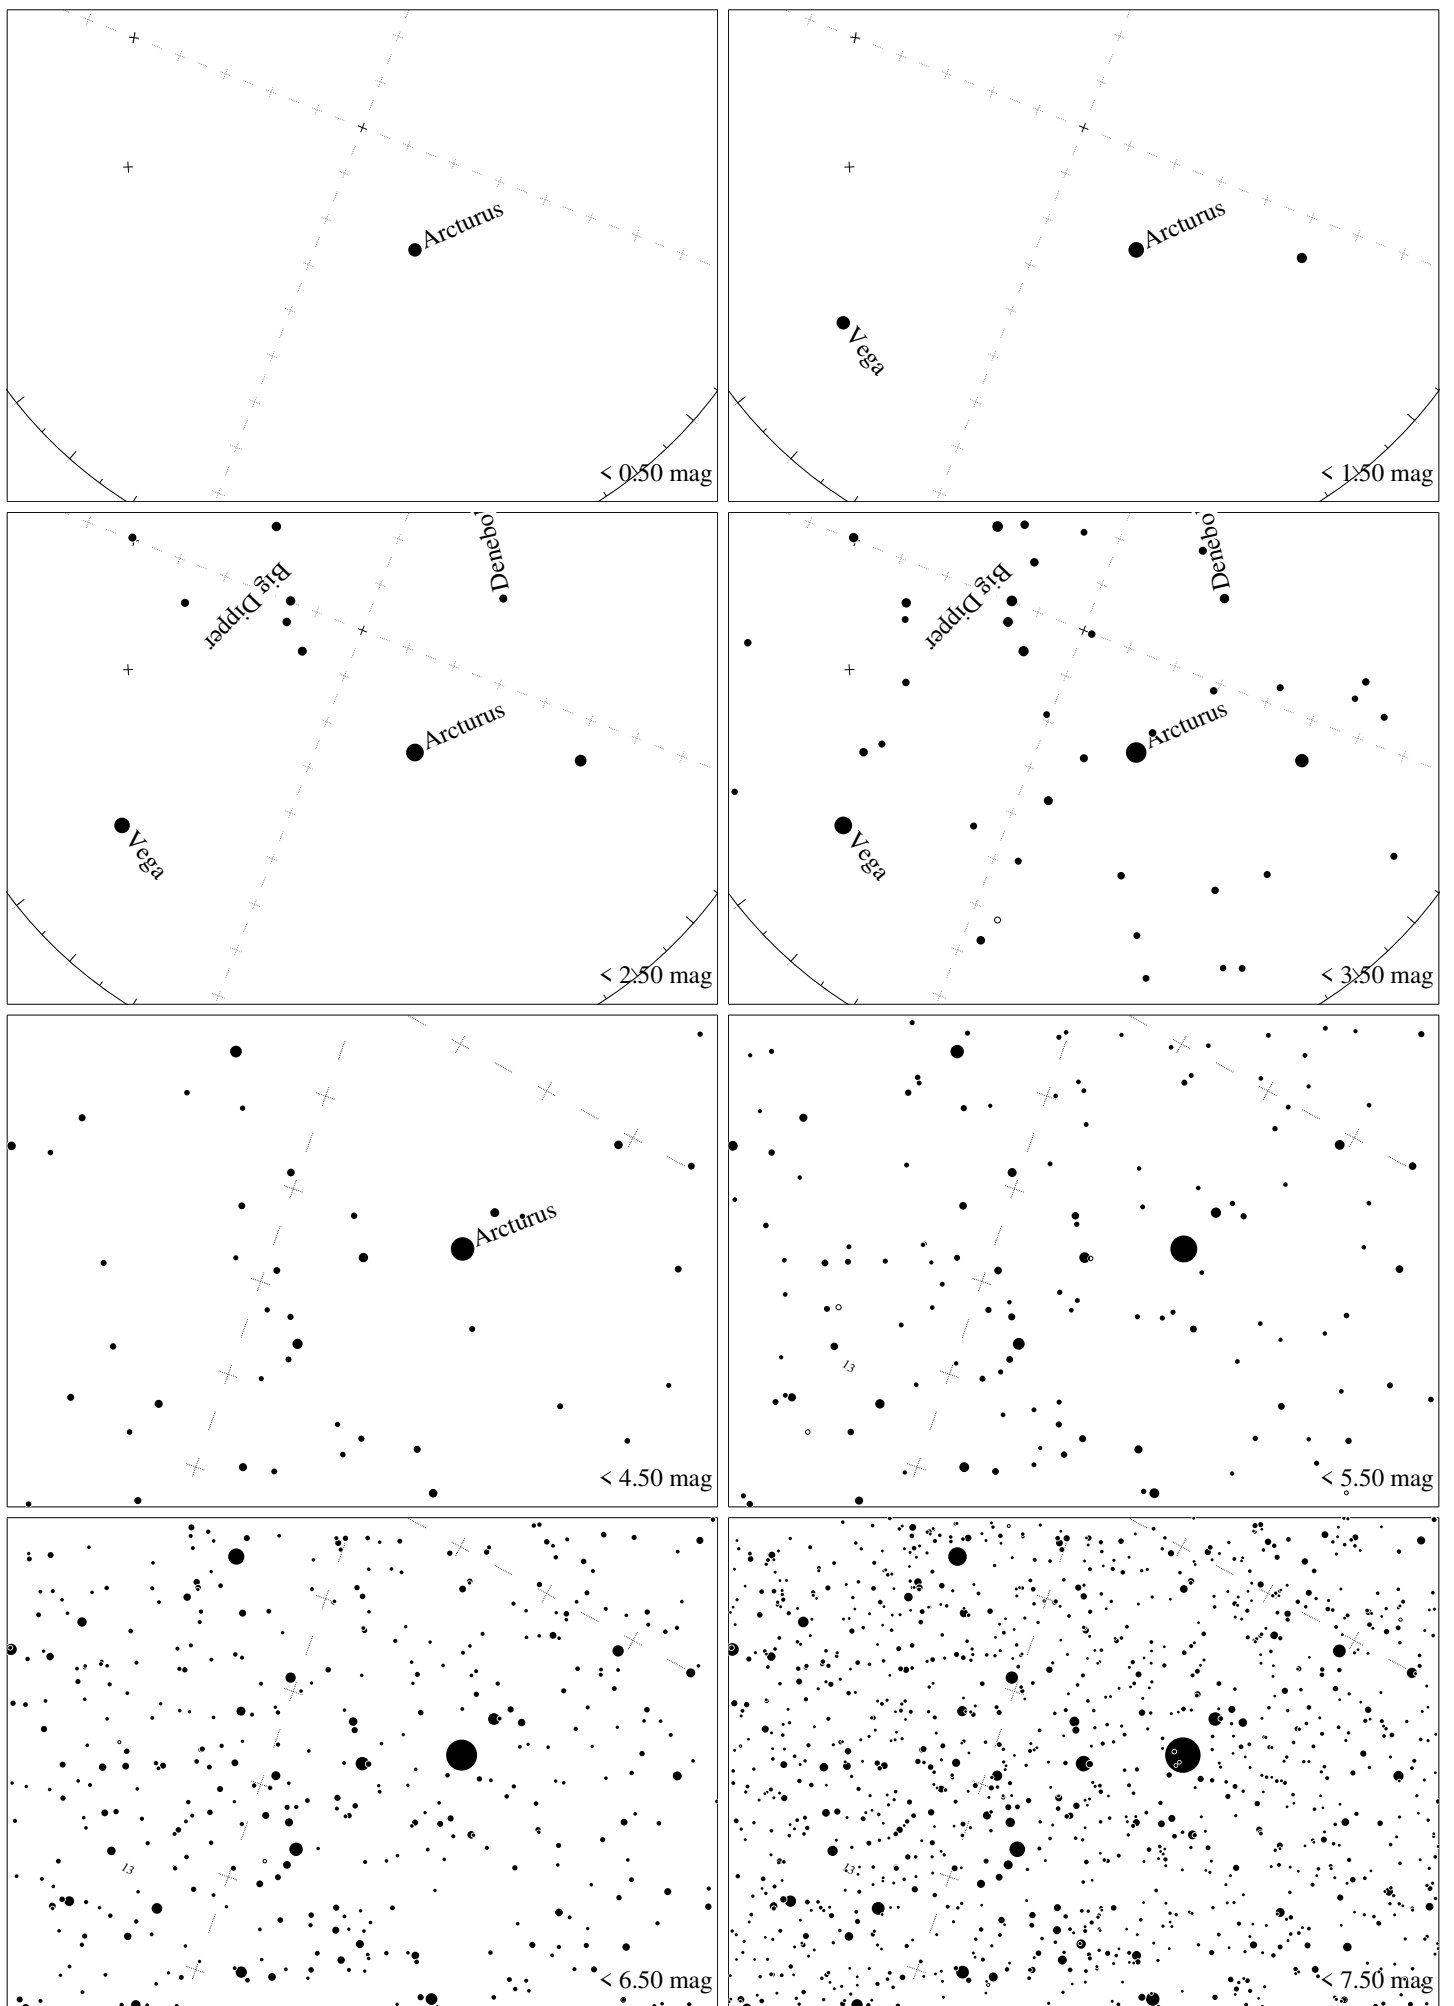 Arcturus
< 0.50 mag
Arcturus
Vega
< 1.50 mag
Denebo
Big Dipper
Arcturus
Vega
< 2.50 mag
Denebo
Big Dipper
Arcturus
Vega
< 3.50 mag
Arcturus
< 4.50 mag
13
< 5.50 mag
13
< 6.50 mag
13
< 7.50 mag